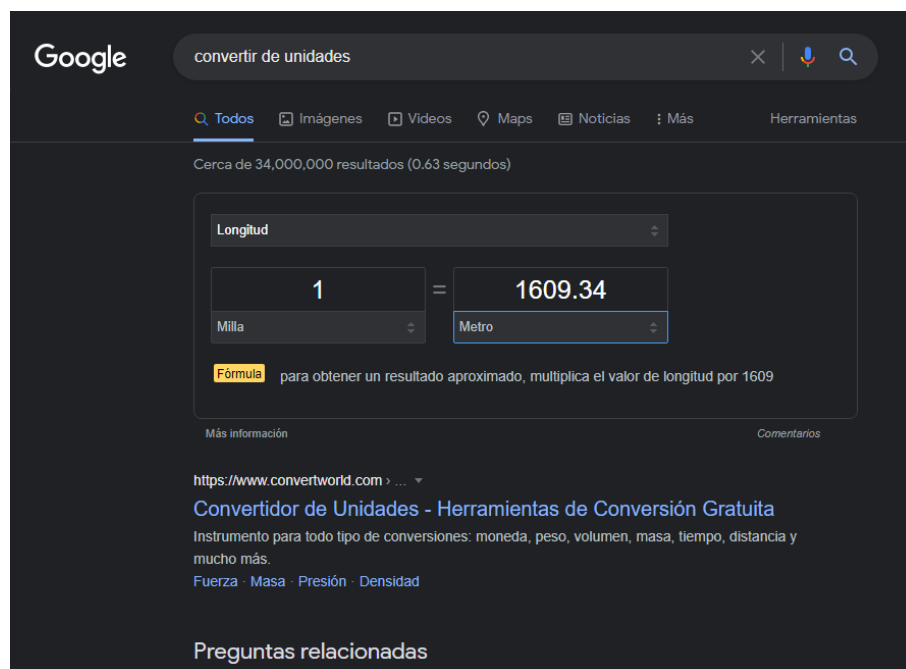 Google
convertir de unidades
Todos Imágenes Videos Maps Noticias Más Herramientas
Cerca de 34,000,000 resultados (0.63 segundos)
Longitud
1 = 1609.34
Milla Metro
Fórmula para obtener un resultado aproximado, multiplica el valor de longitud por 1609
Más información Comentarios
https://www.convertworld.com › ...
Convertidor de Unidades - Herramientas de Conversión Gratuita
Instrumento para todo tipo de conversiones: moneda, peso, volumen, masa, tiempo, distancia y
mucho más.
Fuerza · Masa · Presión · Densidad
Preguntas relacionadas